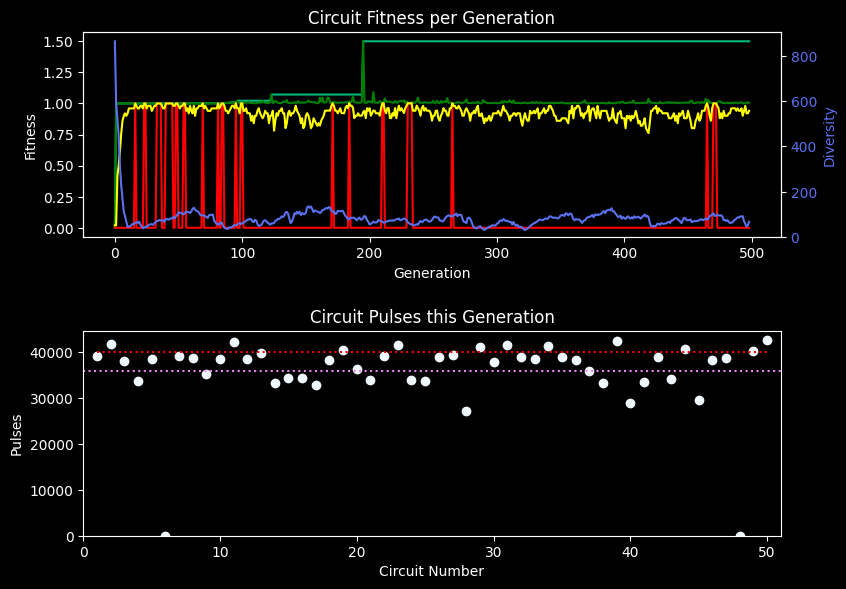 Circuit Fitness per Generation
1.50
1.25
1.00
0.75
0.50
0.25
0.00
Fitness
800
600
400
200
0
Diversity
0 100 200 300 400 500
Generation
Circuit Pulses this Generation
40000
30000
20000
10000
0
Pulses
0 10 20 30 40 50
Circuit Number